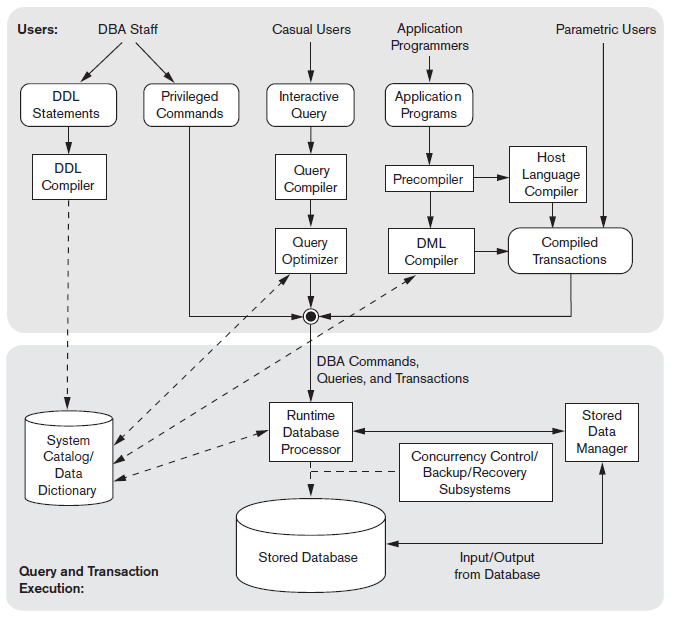 Users:
DBA Staff
Casual Users
Application
Programmers
Parametric Users
DDL
Statements
Privileged
Commands
Interactive
Query
Application
Programs
DDL
Compiler
Query
Compiler
Precompiler
Host
Language
Compiler
Query
Optimizer
DML
Compiler
Compiled
Transactions
DBA Commands,
Queries, and Transactions
System
Catalog/
Data
Dictionary
Runtime
Database
Processor
Stored
Data
Manager
Concurrency Control/
Backup/Recovery
Subsystems
Stored Database
Input/Output
from Database
Query and Transaction
Execution: